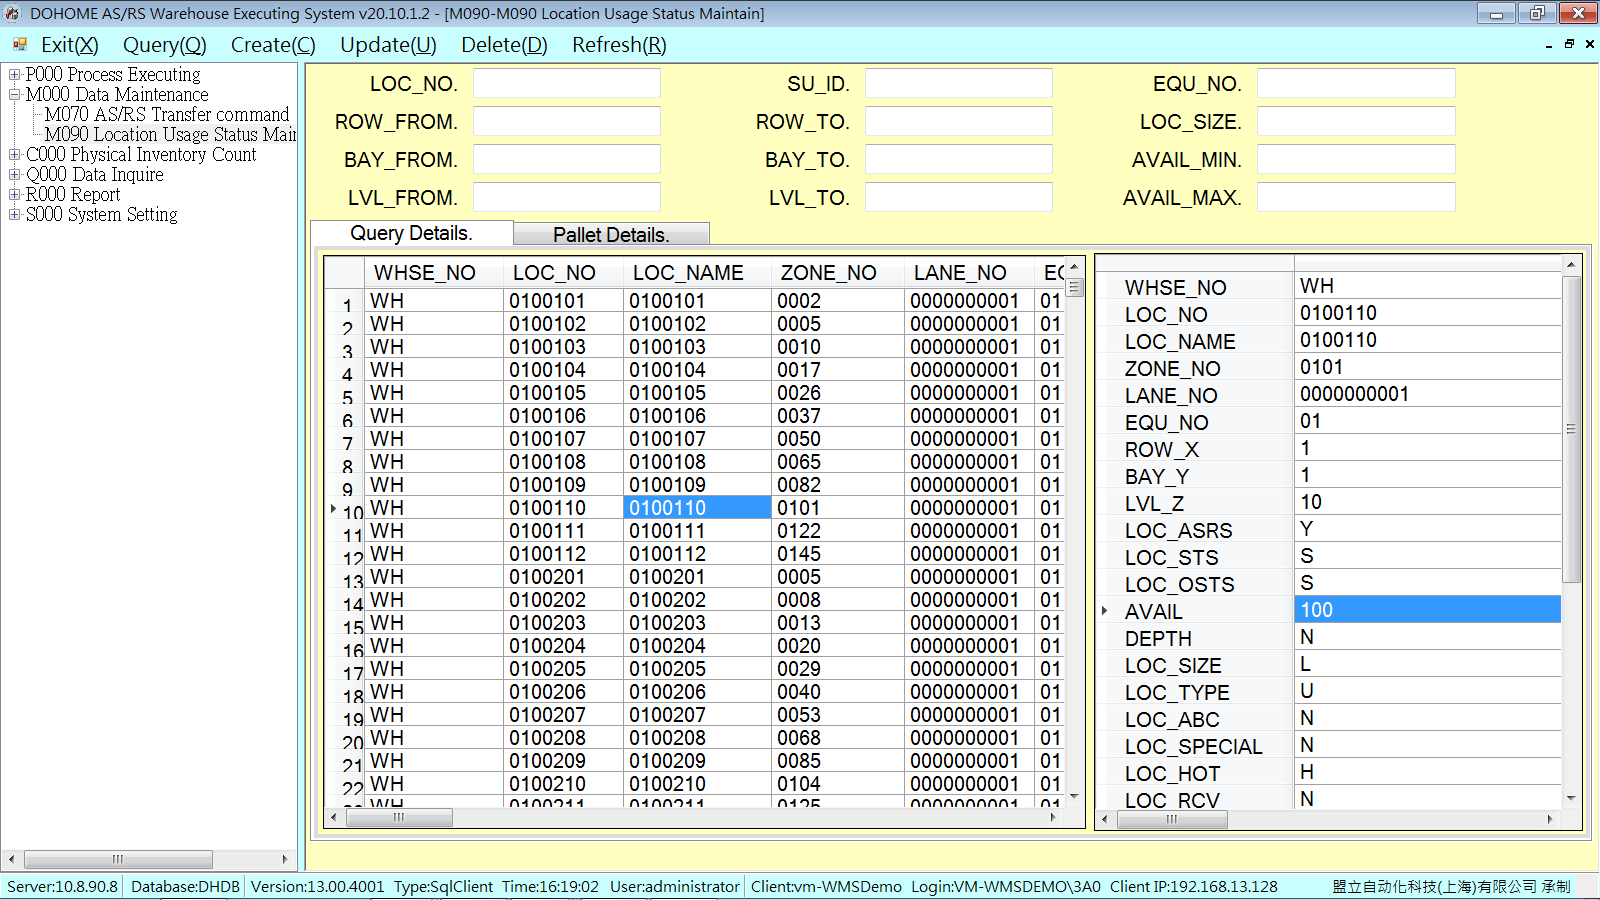 DOHOME AS/RS Warehouse Executing System v20.10.1.2 - [M090-M090 Location Usage Status Maintain]
Exit(X) Query(Q) Create(C) Update(U) Delete(D) Refresh(R)
P000 Process Executing
M000 Data Maintenance
M070 AS/RS Transfer command
M090 Location Usage Status Mair
C000 Physical Inventory Count
Q000 Data Inquire
R000 Report
S000 System Setting
LOC_NO. SU_ID. EQU_NO.
ROW_FROM. ROW_TO. LOC_SIZE.
BAY_FROM. BAY_TO. AVAIL_MIN.
LVL_FROM. LVL_TO. AVAIL_MAX.
Query Details. Pallet Details.
WHSE_NO LOC_NO LOC_NAME ZONE_NO LANE_NO EC
1 WH 0100101 0100101 0002 0000000001 01
2 WH 0100102 0100102 0005 0000000001 01
3 WH 0100103 0100103 0010 0000000001 01
4 WH 0100104 0100104 0017 0000000001 01
5 WH 0100105 0100105 0026 0000000001 01
6 WH 0100106 0100106 0037 0000000001 01
7 WH 0100107 0100107 0050 0000000001 01
8 WH 0100108 0100108 0065 0000000001 01
9 WH 0100109 0100109 0082 0000000001 01
10 WH 0100110 0100110 0101 0000000001 01
11 WH 0100111 0100111 0122 0000000001 01
12 WH 0100112 0100112 0145 0000000001 01
13 WH 0100201 0100201 0005 0000000001 01
14 WH 0100202 0100202 0008 0000000001 01
15 WH 0100203 0100203 0013 0000000001 01
16 WH 0100204 0100204 0020 0000000001 01
17 WH 0100205 0100205 0029 0000000001 01
18 WH 0100206 0100206 0040 0000000001 01
19 WH 0100207 0100207 0053 0000000001 01
20 WH 0100208 0100208 0068 0000000001 01
21 WH 0100209 0100209 0085 0000000001 01
22 WH 0100210 0100210 0104 0000000001 01
WH 0100211 0100211 0125 0000000001 01
WHSE_NO WH
LOC_NO 0100110
LOC_NAME 0100110
ZONE_NO 0101
LANE_NO 0000000001
EQU_NO 01
ROW_X 1
BAY_Y 1
LVL_Z 10
LOC_ASRS Y
LOC_STS S
LOC_OSTS S
AVAIL 100
DEPTH N
LOC_SIZE L
LOC_TYPE U
LOC_ABC N
LOC_SPECIAL N
LOC_HOT H
LOC_RCV N
Server:10.8.90.8 Database:DHDB Version:13.00.4001 Type:SqlClient Time:16:19:02 User:administrator Client:vm-WMSDemo Login:VM-WMSDEMO\3A0 Client IP:192.168.13.128 盟立自动化科技(上海)有限公司 承制